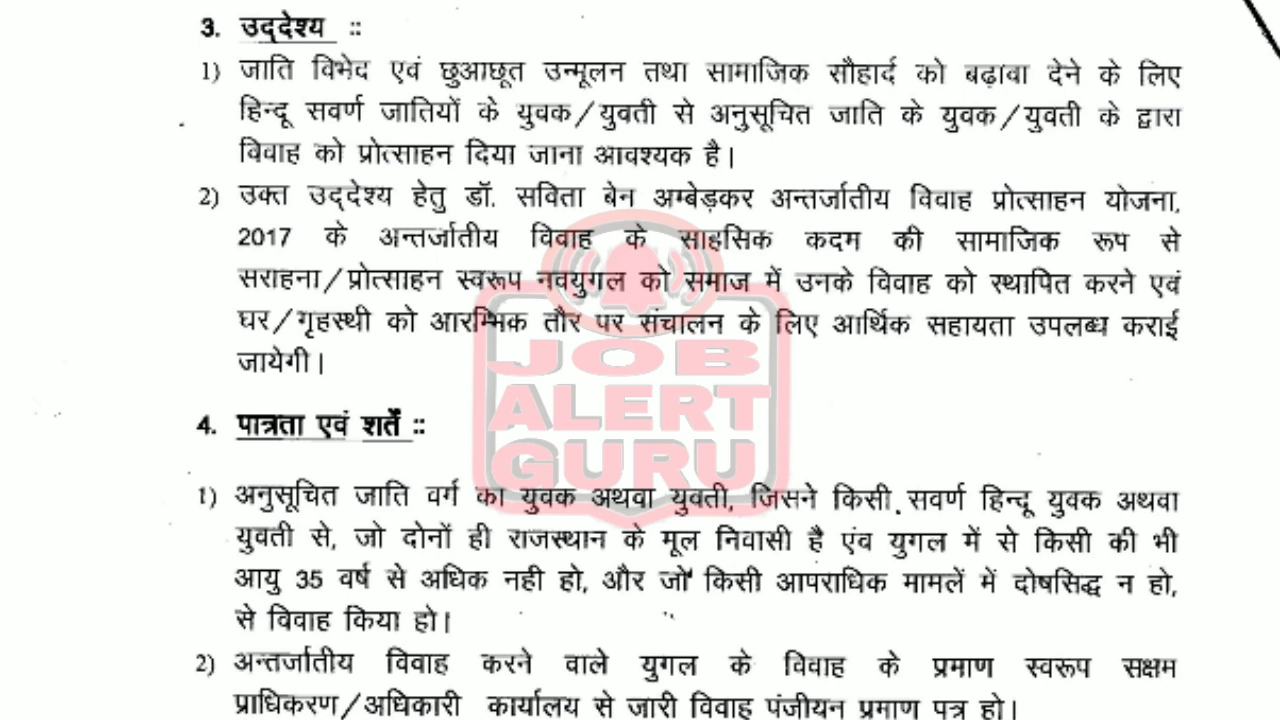 3. उद्देश्य ::
1) जाति विभेद एवं छुआछूत उन्मूलन तथा सामाजिक सौहार्द को बढ़ावा देने के लिए
हिन्दू सवर्ण जातियों के युवक/युवती से अनुसूचित जाति के युवक/युवती के द्वारा
विवाह को प्रोत्साहन दिया जाना आवश्यक है।
2) उक्त उद्देश्य हेतु डॉ. सविता बेन अम्बेड़कर अन्तर्जातीय विवाह प्रोत्साहन योजना,
2017 के अन्तर्जातीय विवाह के साहसिक कदम की सामाजिक रूप से
सराहना/प्रोत्साहन स्वरूप नवयुगल को समाज में उनके विवाह को स्थापित करने एवं
घर/गृहस्थी को आरम्भिक तौर पर संचालन के लिए आर्थिक सहायता उपलब्ध कराई
जायेगी।
JOB
ALERT
GURU
4. पात्रता एवं शर्तें ::
1) अनुसूचित जाति वर्ग का युवक अथवा युवती, जिसने किसी सवर्ण हिन्दू युवक अथवा
युवती से, जो दोनों ही राजस्थान के मूल निवासी है एंव युगल में से किसी की भी
आयु 35 वर्ष से अधिक नही हो, और जो किसी आपराधिक मामलें में दोषसिद्ध न हो,
से विवाह किया हो।
2) अन्तर्जातीय विवाह करने वाले युगल के विवाह के प्रमाण स्वरूप सक्षम
प्राधिकरण/अधिकारी कार्यालय से जारी विवाह पंजीयन प्रमाण पत्र हो।